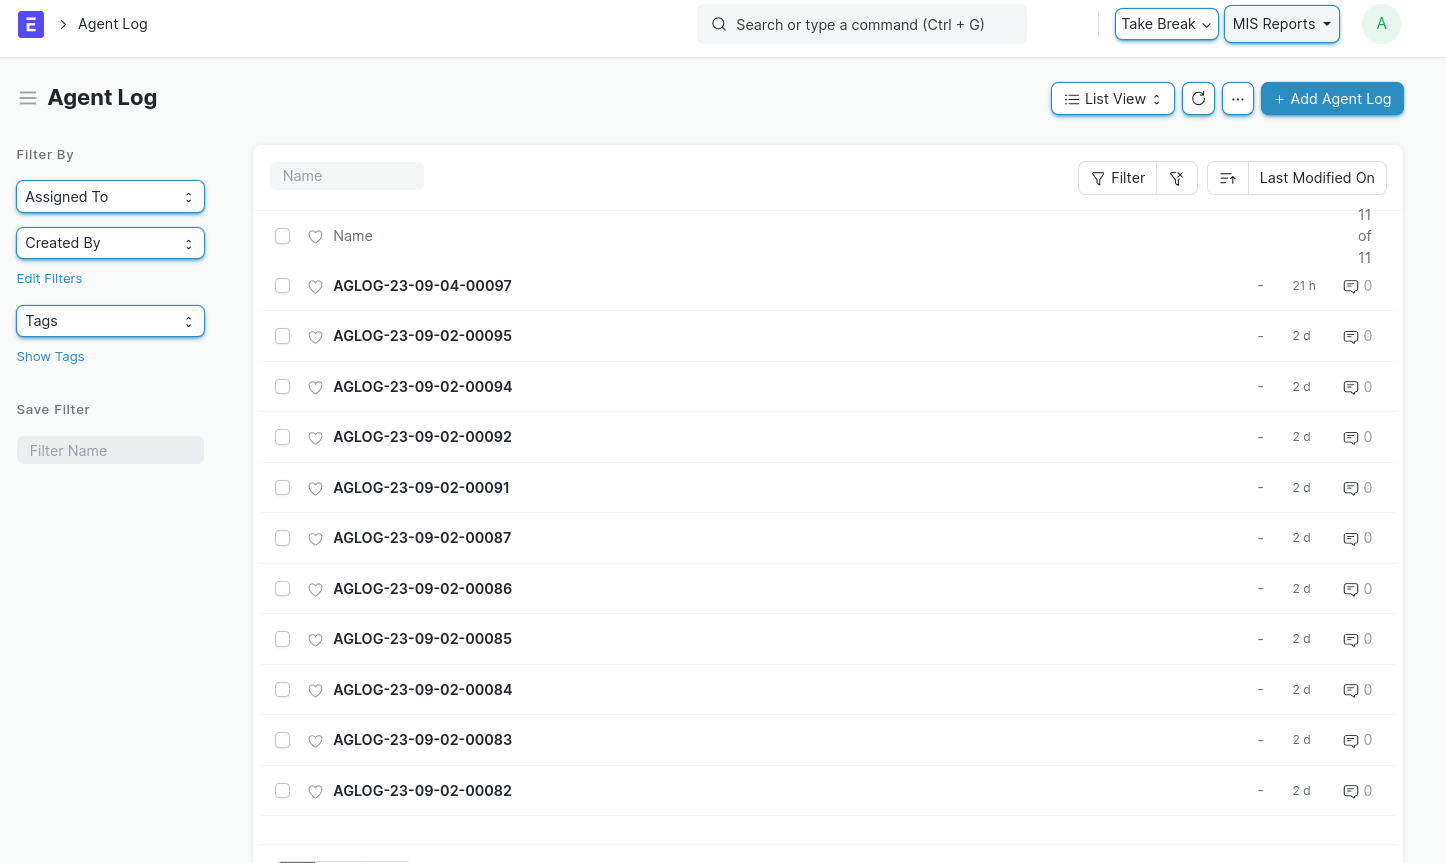 E > Agent Log
Search or type a command (Ctrl + G)
Take Break
MIS Reports
A
Agent Log
List View
...
+ Add Agent Log
Filter By
Assigned To
Created By
Edit Filters
Tags
Show Tags
Save Filter
Filter Name
Name
Filter
Last Modified On
Name
11
of
11
AGLOG-23-09-04-00097 - 21 h 0
AGLOG-23-09-02-00095 - 2 d 0
AGLOG-23-09-02-00094 - 2 d 0
AGLOG-23-09-02-00092 - 2 d 0
AGLOG-23-09-02-00091 - 2 d 0
AGLOG-23-09-02-00087 - 2 d 0
AGLOG-23-09-02-00086 - 2 d 0
AGLOG-23-09-02-00085 - 2 d 0
AGLOG-23-09-02-00084 - 2 d 0
AGLOG-23-09-02-00083 - 2 d 0
AGLOG-23-09-02-00082 - 2 d 0